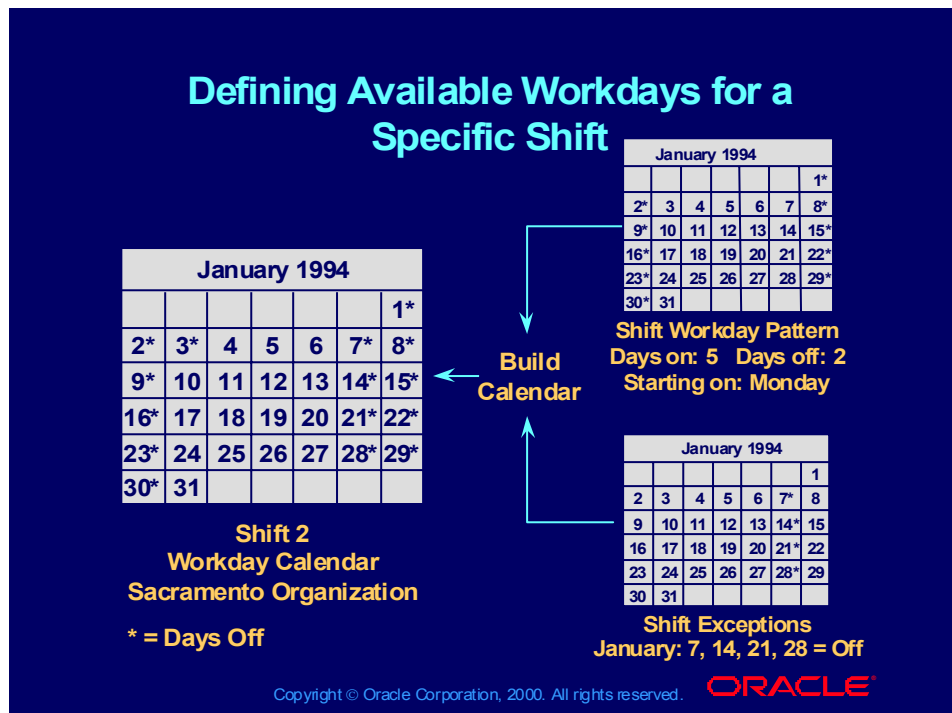 Defining Available Workdays for a
Specific Shift
January 1994
1*
2* 3 4 5 6 7 8*
9* 10 11 12 13 14 15*
16* 17 18 19 20 21 22*
23* 24 25 26 27 28 29*
30* 31
Shift Workday Pattern
Days on: 5 Days off: 2
Starting on: Monday
January 1994
1*
2* 3* 4 5 6 7* 8*
9* 10 11 12 13 14* 15*
16* 17 18 19 20 21* 22*
23* 24 25 26 27 28* 29*
30* 31
Shift 2
Workday Calendar
Sacramento Organization
* = Days Off
Build
Calendar
January 1994
1
2 3 4 5 6 7* 8
9 10 11 12 13 14* 15
16 17 18 19 20 21* 22
23 24 25 26 27 28* 29
30 31
Shift Exceptions
January: 7, 14, 21, 28 = Off
Copyright © Oracle Corporation, 2000. All rights reserved.
ORACLE®